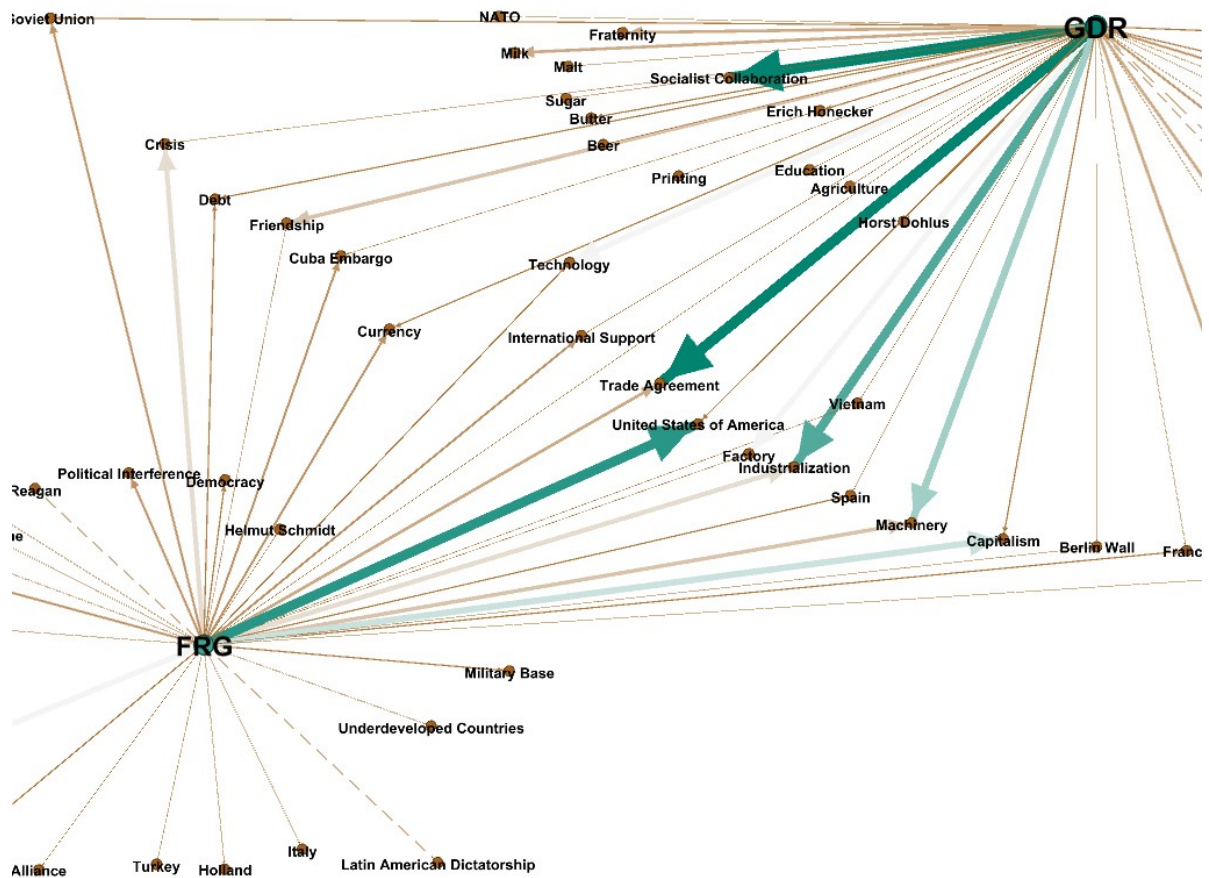 Soviet Union
NATO
GDR
Fraternity
Milk
Malt
Socialist Collaboration
Sugar
Butter
Erich Honecker
Crisis
Beer
Printing
Education
Agriculture
Debt
Friendship
Horst Dohlus
Cuba Embargo
Technology
Currency
International Support
Trade Agreement
Vietnam
United States of America
Factory
Industrialization
Political Interference
Democracy
Reagan
Spain
Machinery
Helmut Schmidt
ne
Capitalism
Berlin Wall
Franc
FRG
Military Base
Underdeveloped Countries
Italy
Alliance
Turkey
Holland
Latin American Dictatorship